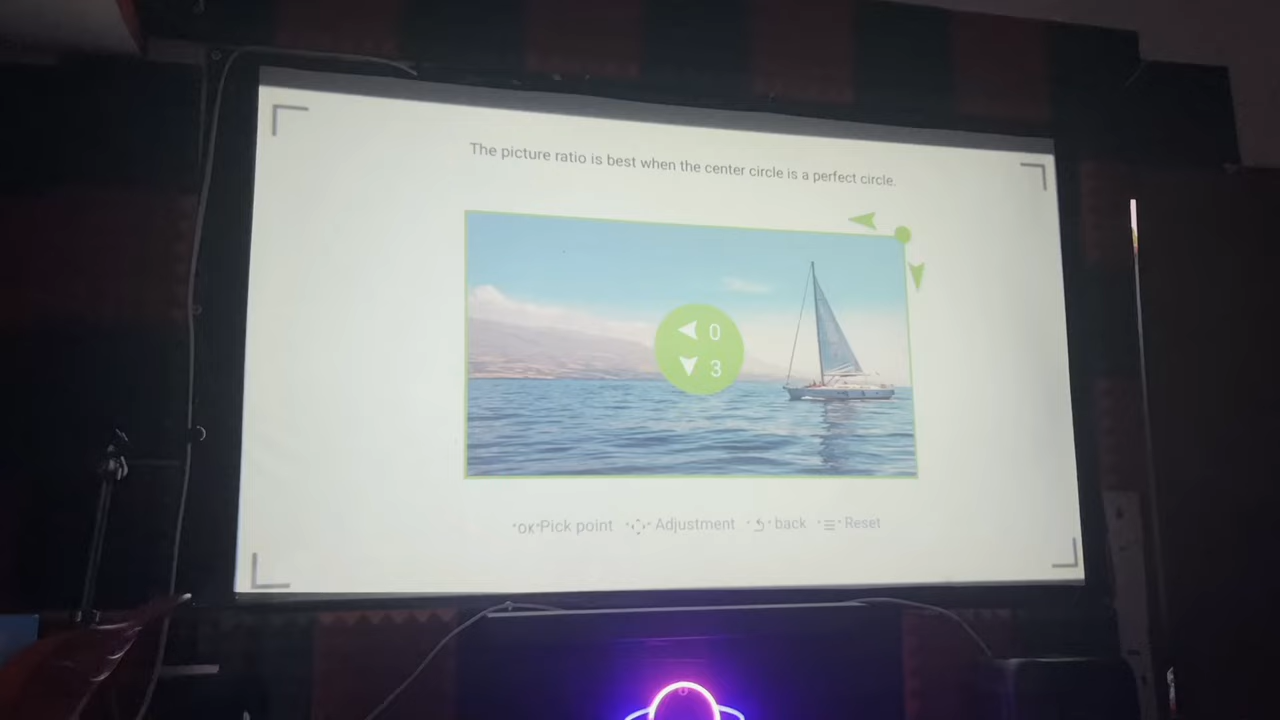 The picture ratio is best when the center circle is a perfect circle.
0
3
"OK"Pick point Adjustment back Reset